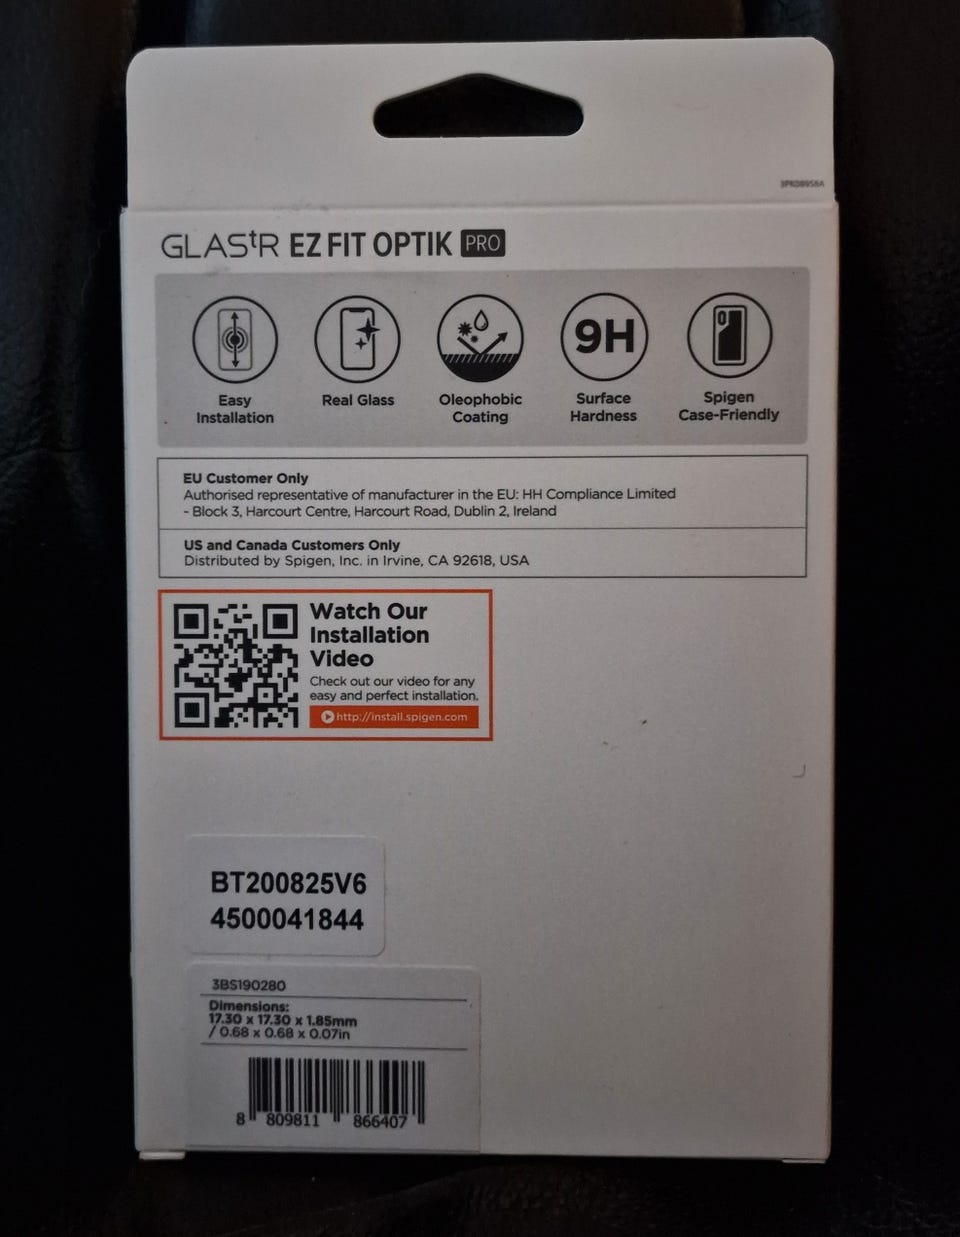 3PK08958A
GLAStR EZ FIT OPTIK PRO
9H
Easy
Installation
Real Glass
Oleophobic
Coating
Surface
Hardness
Spigen
Case-Friendly
EU Customer Only
Authorised representative of manufacturer in the EU: HH Compliance Limited
- Block 3, Harcourt Centre, Harcourt Road, Dublin 2, Ireland
US and Canada Customers Only
Distributed by Spigen, Inc. in Irvine, CA 92618, USA
Watch Our
Installation
Video
Check out our video for any
easy and perfect installation.
http://install.spigen.com
BT200825V6
4500041844
3BS190280
Dimensions:
17.30 x 17.30 x 1.85mm
/ 0.68 x 0.68 x 0.07in
8 809811 866407